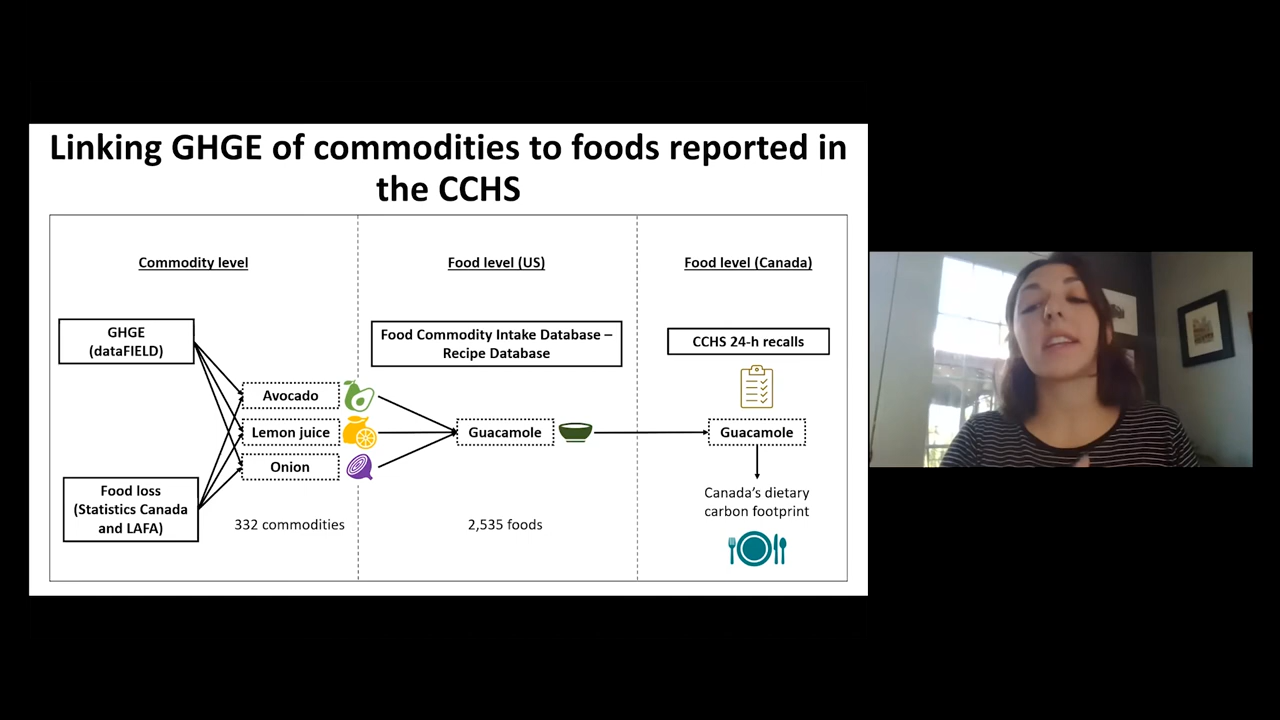 Linking GHGE of commodities to foods reported in
the CCHS
Commodity level
GHGE
(dataFIELD)
Avocado
Lemon juice
Onion
Food loss
(Statistics Canada
and LAFA)
332 commodities
Food level (US)
Food Commodity Intake Database –
Recipe Database
Guacamole
2,535 foods
Food level (Canada)
CCHS 24-h recalls
Guacamole
Canada’s dietary
carbon footprint